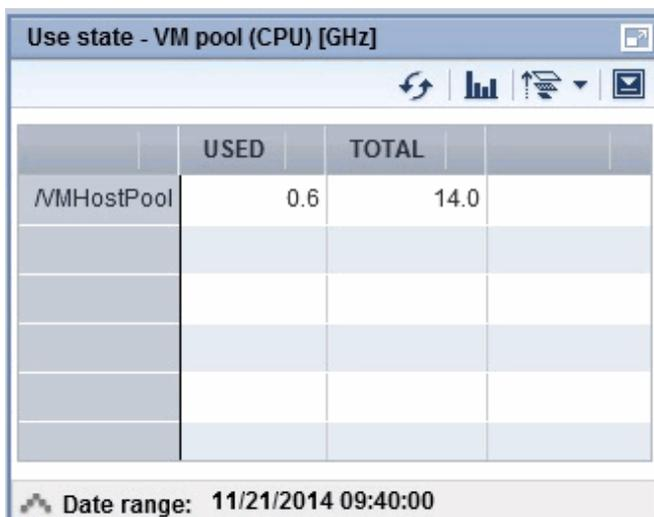 Use state - VM pool (CPU) [GHz]
USED TOTAL
/VMHostPool 0.6 14.0
Date range: 11/21/2014 09:40:00